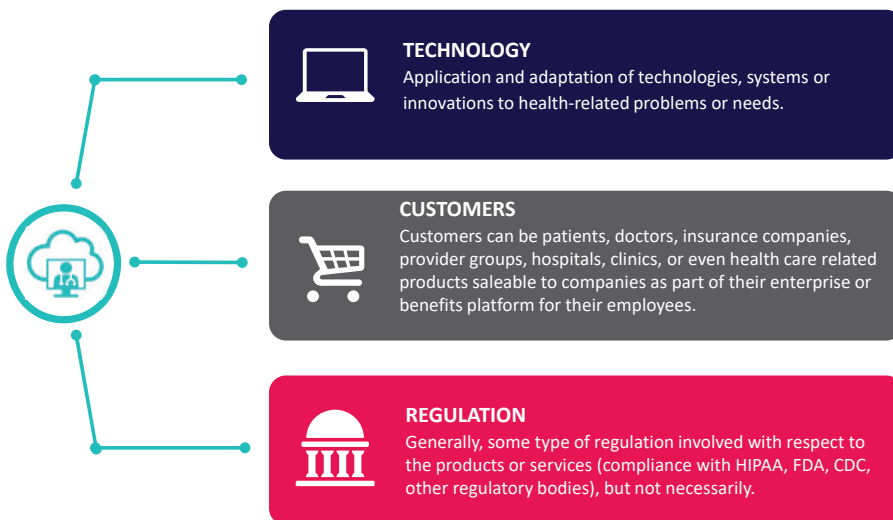 TECHNOLOGY
Application and adaptation of technologies, systems or
innovations to health-related problems or needs.
CUSTOMERS
Customers can be patients, doctors, insurance companies,
provider groups, hospitals, clinics, or even health care related
products saleable to companies as part of their enterprise or
benefits platform for their employees.
REGULATION
Generally, some type of regulation involved with respect to
the products or services (compliance with HIPAA, FDA, CDC,
other regulatory bodies), but not necessarily.